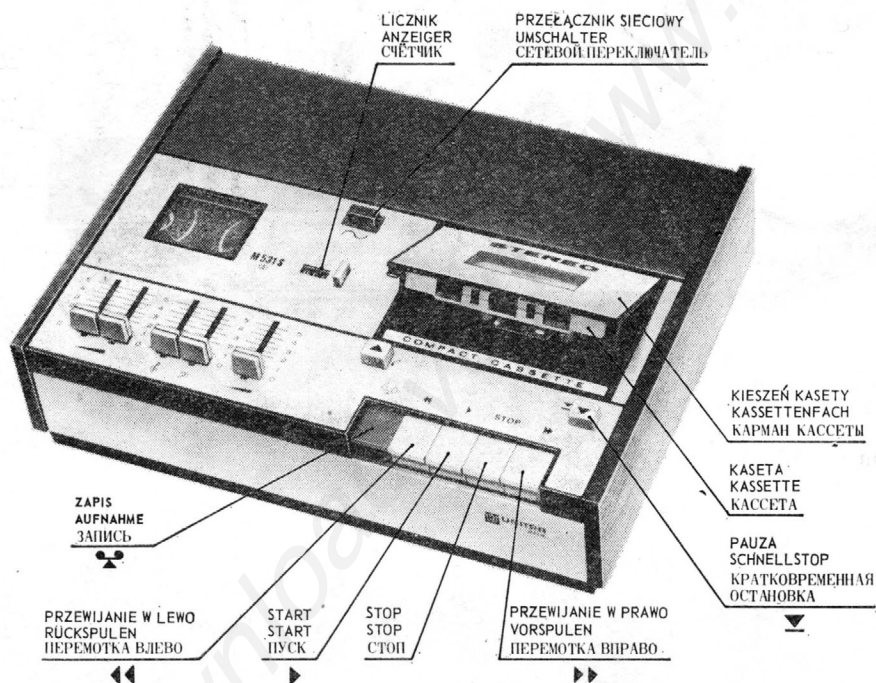 LICZNIK
ANZEIGER
СЧЁТЧИК
PRZEŁĄCZNIK SIECIOWY
UMSCHALTER
СЕТЕВОЙ ПЕРЕКЛЮЧАТЕЛЬ
STEREO
M531S
COMPACT CASSETTE
STOP
UNITRA
KIESZEŃ KASETY
KASSETTENFACH
КАРМАН КАССЕТЫ
KASETA
KASSETTE
КАССЕТА
ZAPIS
AUFNAHME
ЗАПИСЬ
PAUZA
SCHNELLSTOP
КРАТКОВРЕМЕННАЯ
ОСТАНОВКА
PRZEWIJANIE W LEWO
RÜCKSPULEN
ПЕРЕМОТКА ВЛЕВО
START
START
ПУСК
STOP
STOP
СТОП
PRZEWIJANIE W PRAWO
VORSPULEN
ПЕРЕМОТКА ВПРАВО